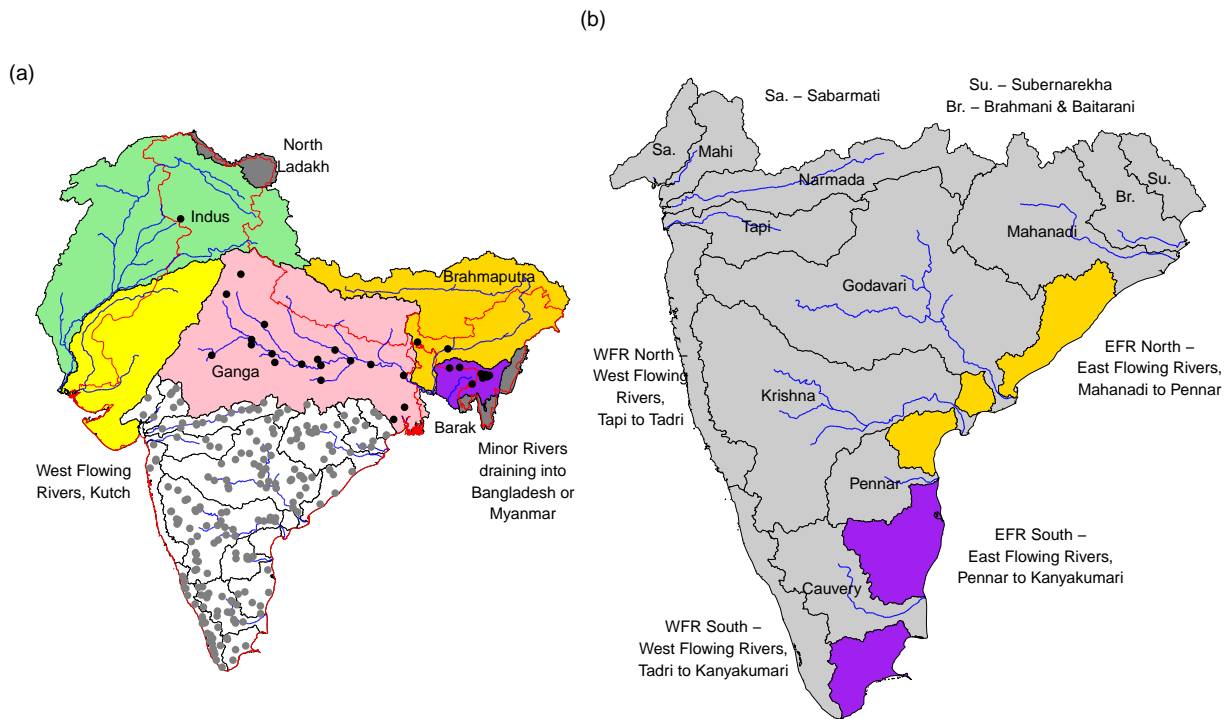 (a)
North
Ladakh
Indus
Brahmaputra
Ganga
Barak
West Flowing
Rivers, Kutch
Minor Rivers
draining into
Bangladesh or
Myanmar
(b)
Sa. − Sabarmati
Su. − Subernarekha
Br. − Brahmani & Baitarani
Sa.
Mahi
Narmada
Tapi
Su.
Br.
Mahanadi
Godavari
WFR North −
West Flowing
Rivers,
Tapi to Tadri
EFR North −
East Flowing Rivers,
Mahanadi to Pennar
Krishna
Pennar
EFR South −
East Flowing Rivers,
Pennar to Kanyakumari
Cauvery
WFR South −
West Flowing Rivers,
Tadri to Kanyakumari